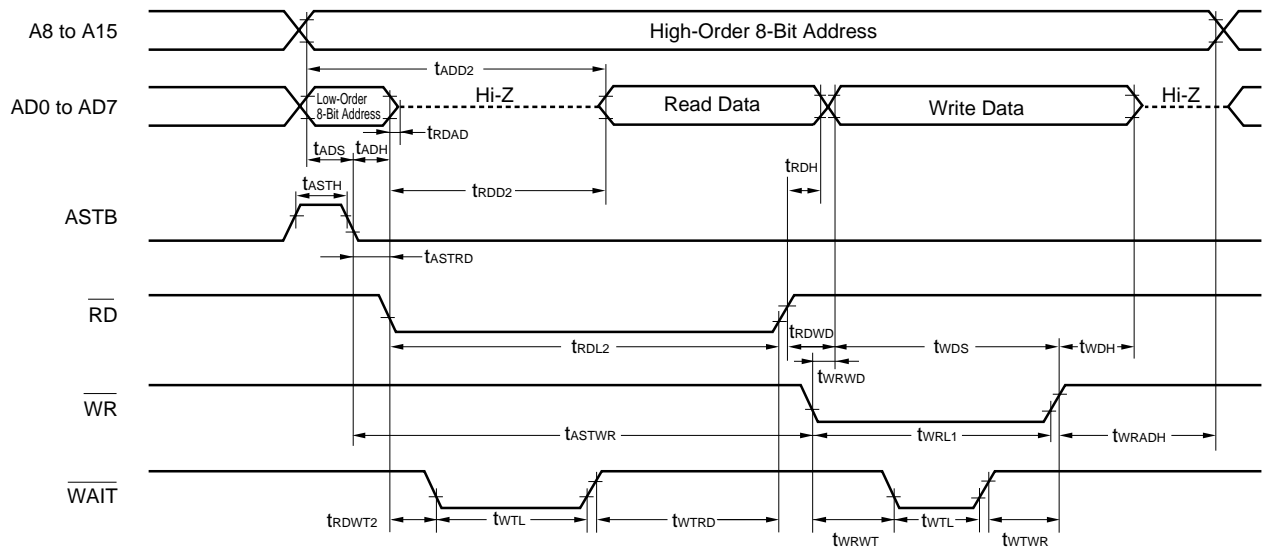 A8 to A15
High-Order 8-Bit Address
tADD2
AD0 to AD7
Low-Order
8-Bit Address
Hi-Z
Read Data
Write Data
Hi-Z
tRDAD
tADS
tADH
tRDH
tASTH
tRDD2
ASTB
tASTRD
RD
tRDWD
tRDL2
tWDS
tWDH
tWRWD
WR
tASTWR
tWRL1
tWRADH
WAIT
tRDWT2
tWTL
tWTRD
tWRWT
tWTL
tWTWR